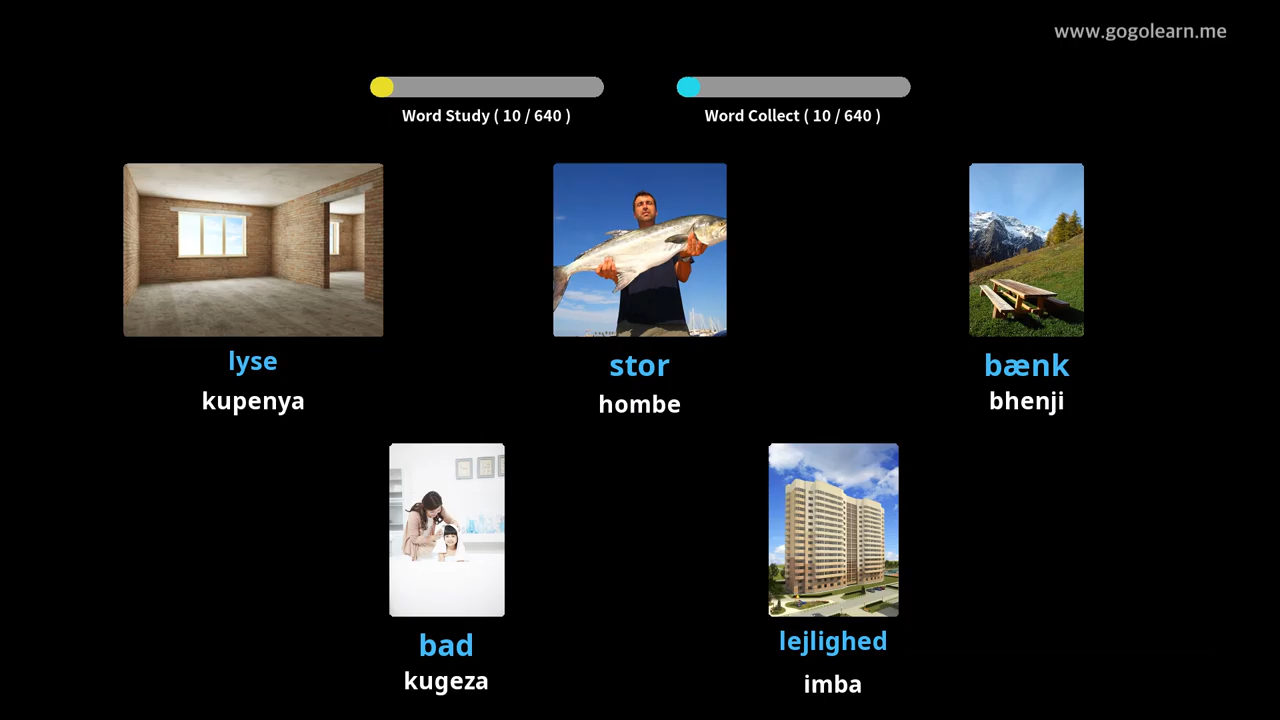 www.gogolearn.me
Word Study ( 10 / 640 )
Word Collect ( 10 / 640 )
lyse
kupenya
stor
hombe
bænk
bhenji
bad
kugeza
lejlighed
imba